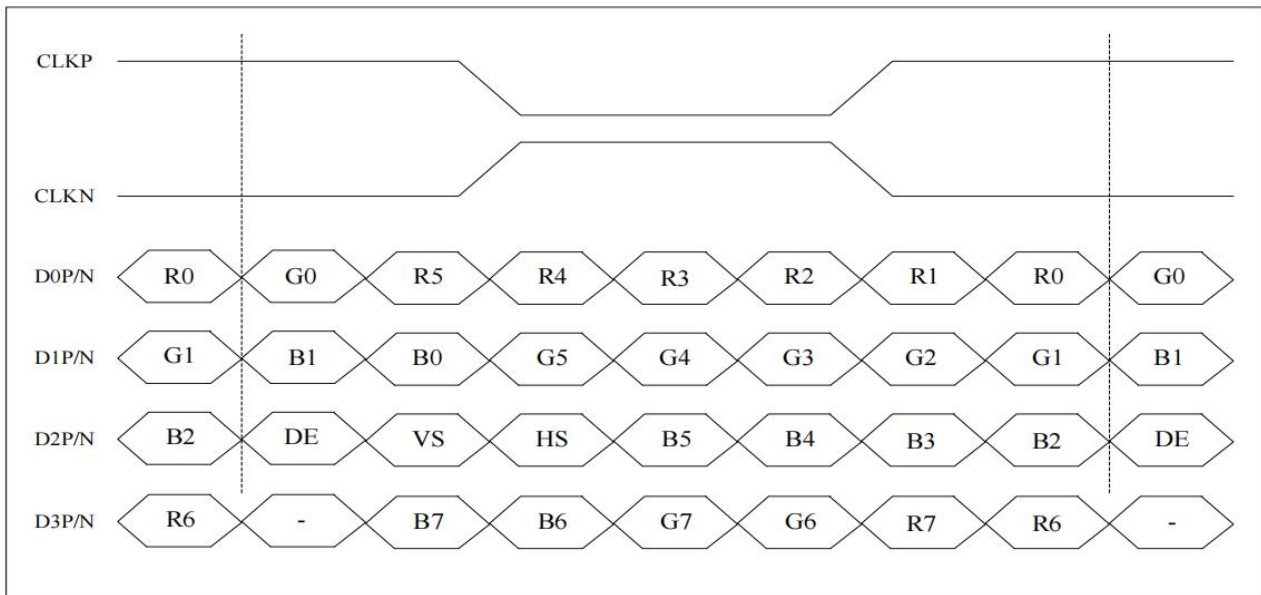 CLKP
CLKN
D0P/N R0 G0 R5 R4 R3 R2 R1 R0 G0
D1P/N G1 B1 B0 G5 G4 G3 G2 G1 B1
D2P/N B2 DE VS HS B5 B4 B3 B2 DE
D3P/N R6 - B7 B6 G7 G6 R7 R6 -